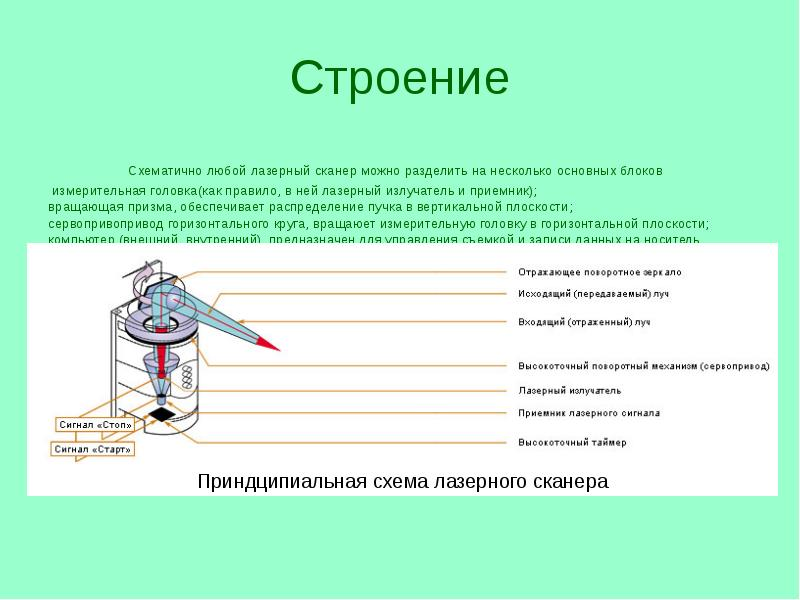 Строение
Схематично любой лазерный сканер можно разделить на несколько основных блоков
измерительная головка(как правило, в ней лазерный излучатель и приемник);
вращающая призма, обеспечивает распределение пучка в вертикальной плоскости;
сервопривопривод горизонтального круга, вращаюет измерительную головку в горизонтальной плоскости;
компьютер (внешний, внутренний), предназначен для управления съемкой и записи данных на носитель
Отражающее поворотное зеркало
Исходящий (передаваемый) луч
Входящий (отраженный) луч
Высокоточный поворотный механизм (сервопривод)
Лазерный излучатель
Приемник лазерного сигнала
Высокоточный таймер
Сигнал «Стоп»
Сигнал «Старт»
Приндципиальная схема лазерного сканера